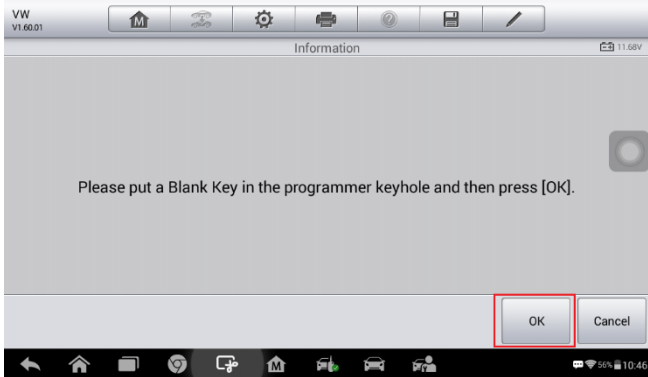 VW
V1.60.01
Information
11.68V
Please put a Blank Key in the programmer keyhole and then press [OK].
OK
Cancel
56% 10:46